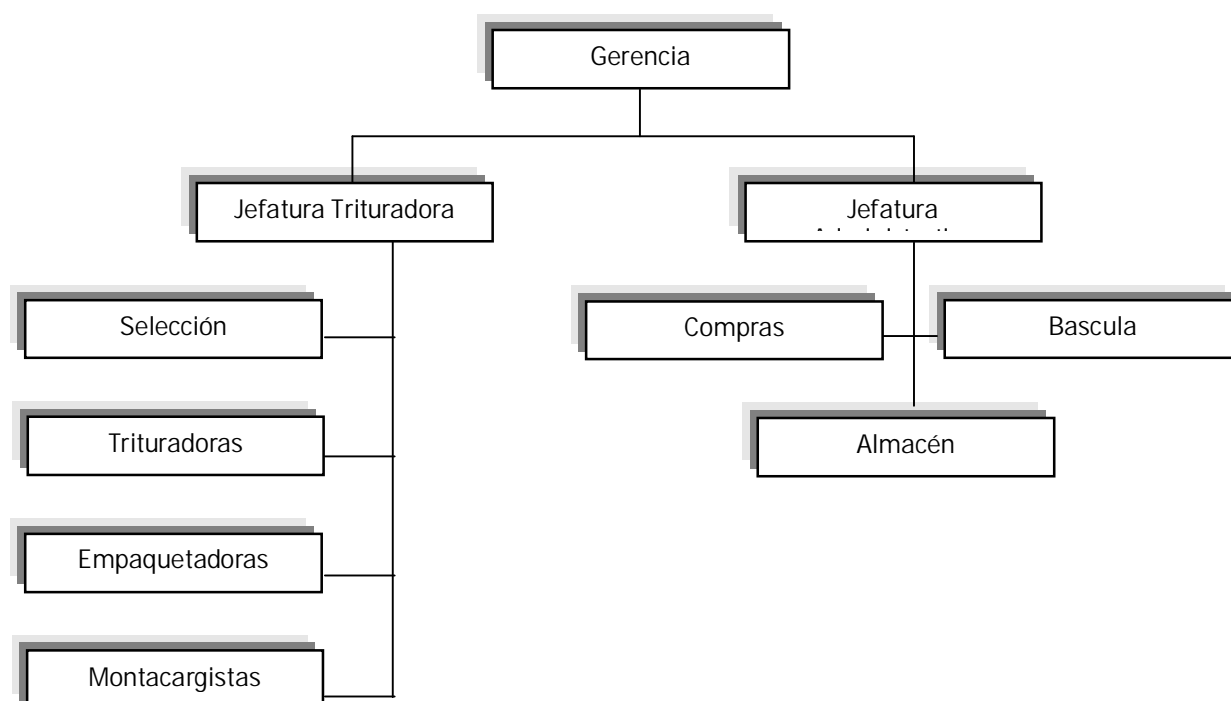 Gerencia
Jefatura Trituradora
Jefatura
Selección
Compras
Bascula
Trituradoras
Almacén
Empaquetadoras
Montacargistas